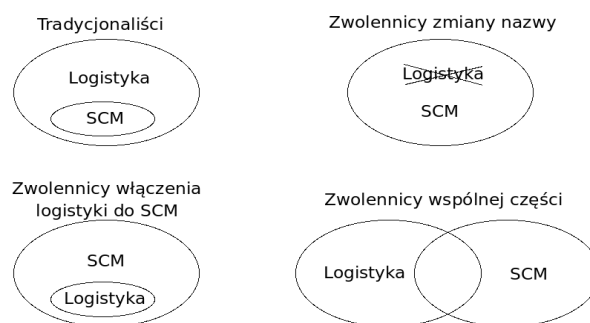 Tradycjonaliści
Logistyka
SCM
Zwolennicy zmiany nazwy
Logistyka
SCM
Zwolennicy włączenia
logistyki do SCM
SCM
Logistyka
Zwolennicy wspólnej części
Logistyka
SCM